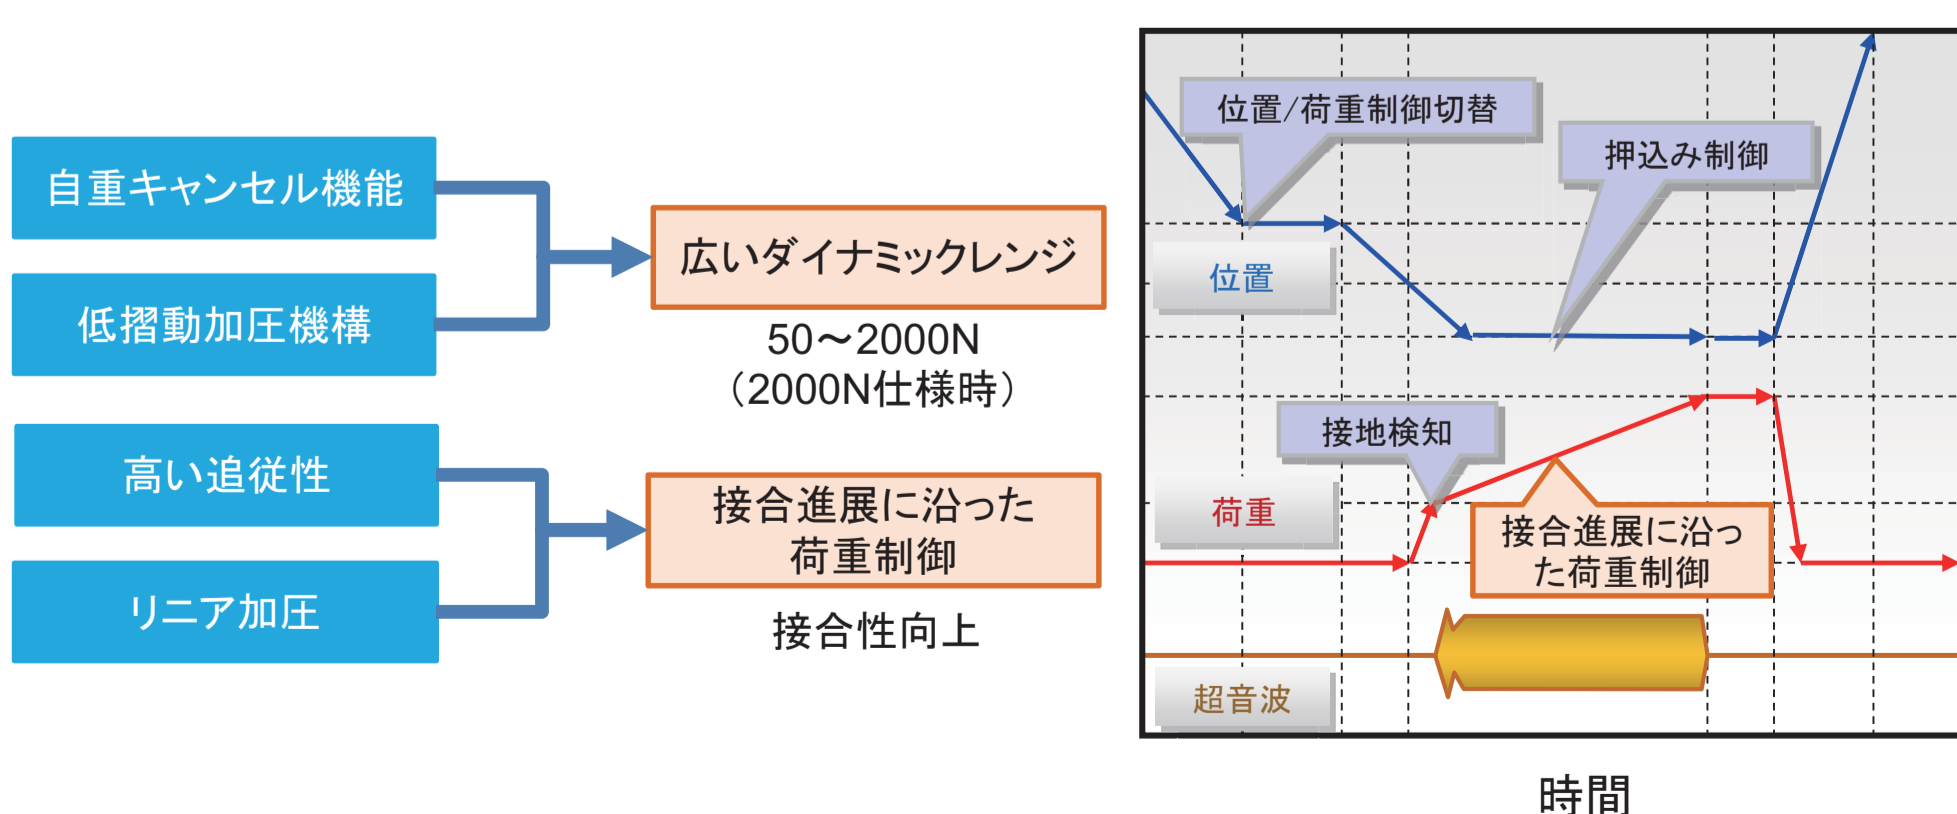 自重キャンセル機能
低摺動加圧機構
広いダイナミックレンジ
50～2000N
（2000N仕様時）
高い追従性
リニア加圧
接合進展に沿った
荷重制御
接合性向上
位置/荷重制御切替
押込み制御
位置
接地検知
荷重
接合進展に沿っ
た荷重制御
超音波
時間